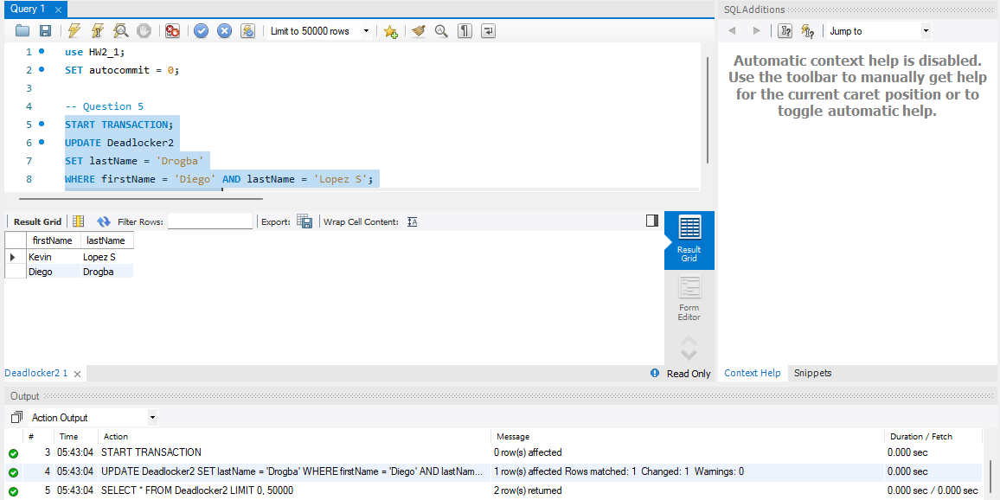 Query 1
SQLAdditions
Limit to 50000 rows
Jump to
1 use HW2_1;
2 SET autocommit = 0;
3
4 -- Question 5
5 START TRANSACTION;
6 UPDATE Deadlocker2
7 SET lastName = 'Drogba'
8 WHERE firstName = 'Diego' AND lastName = 'Lopez S';
Automatic context help is disabled.
Use the toolbar to manually get help
for the current caret position or to
toggle automatic help.
Result Grid Filter Rows: Export: Wrap Cell Content:
firstName lastName
Kevin Lopez S
Diego Drogba
Result
Grid
Form
Editor
Deadlocker2 1 Read Only
Context Help Snippets
Output
Action Output
# Time Action Message Duration / Fetch
3 05:43:04 START TRANSACTION 0 row(s) affected 0.000 sec
4 05:43:04 UPDATE Deadlocker2 SET lastName = 'Drogba' WHERE firstName = 'Diego' AND lastNam... 1 row(s) affected Rows matched: 1 Changed: 1 Warnings: 0 0.000 sec
5 05:43:04 SELECT * FROM Deadlocker2 LIMIT 0, 50000 2 row(s) returned 0.000 sec / 0.000 sec